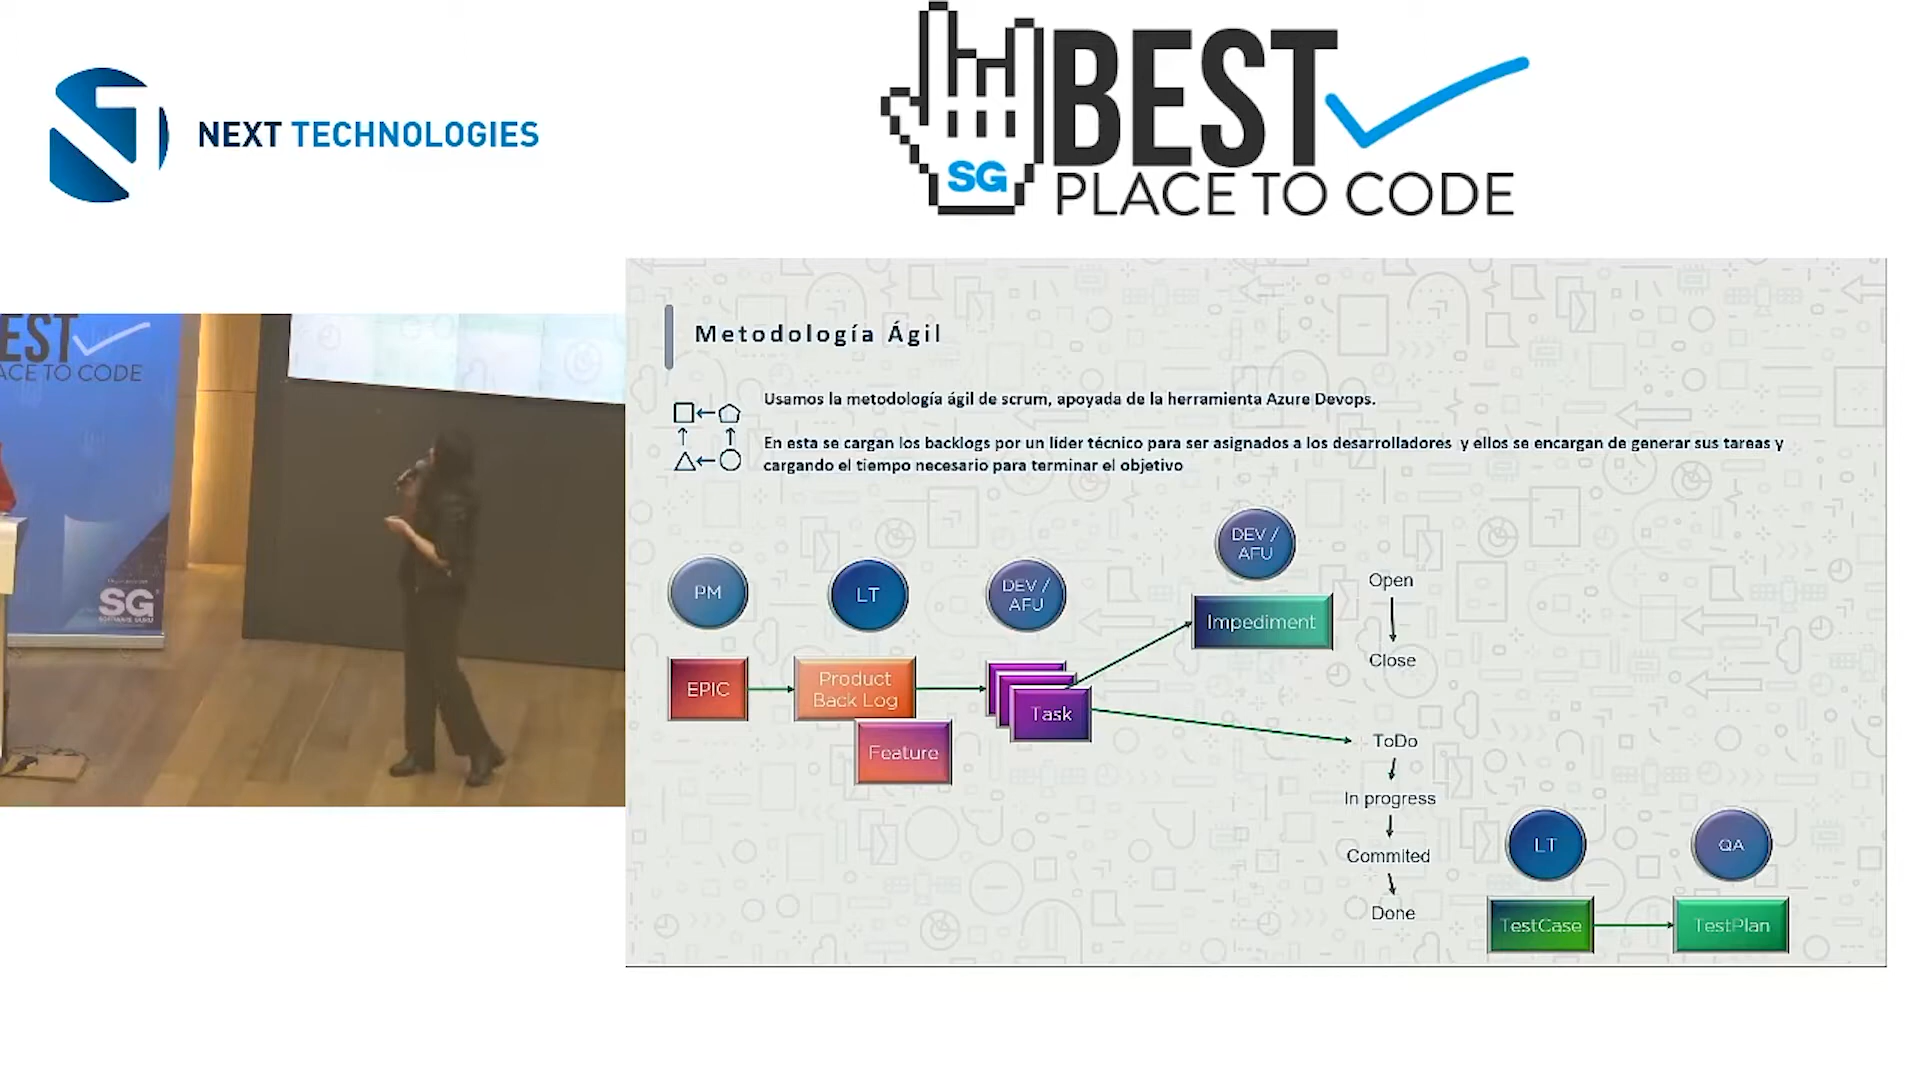 NEXT TECHNOLOGIES
BEST
SG
PLACE TO CODE
EST
ACE TO CODE
SG
Metodología Ágil
Usamos la metodología ágil de scrum, apoyada de la herramienta Azure Devops.
En esta se cargan los backlogs por un líder técnico para ser asignados a los desarrolladores y ellos se encargan de generar sus tareas y
cargando el tiempo necesario para terminar el objetivo
DEV /
AFU
PM
LT
DEV /
AFU
Open
Impediment
Close
EPIC
Product
Back Log
Task
Feature
ToDo
In progress
Commited
Done
LT
QA
TestCase
TestPlan